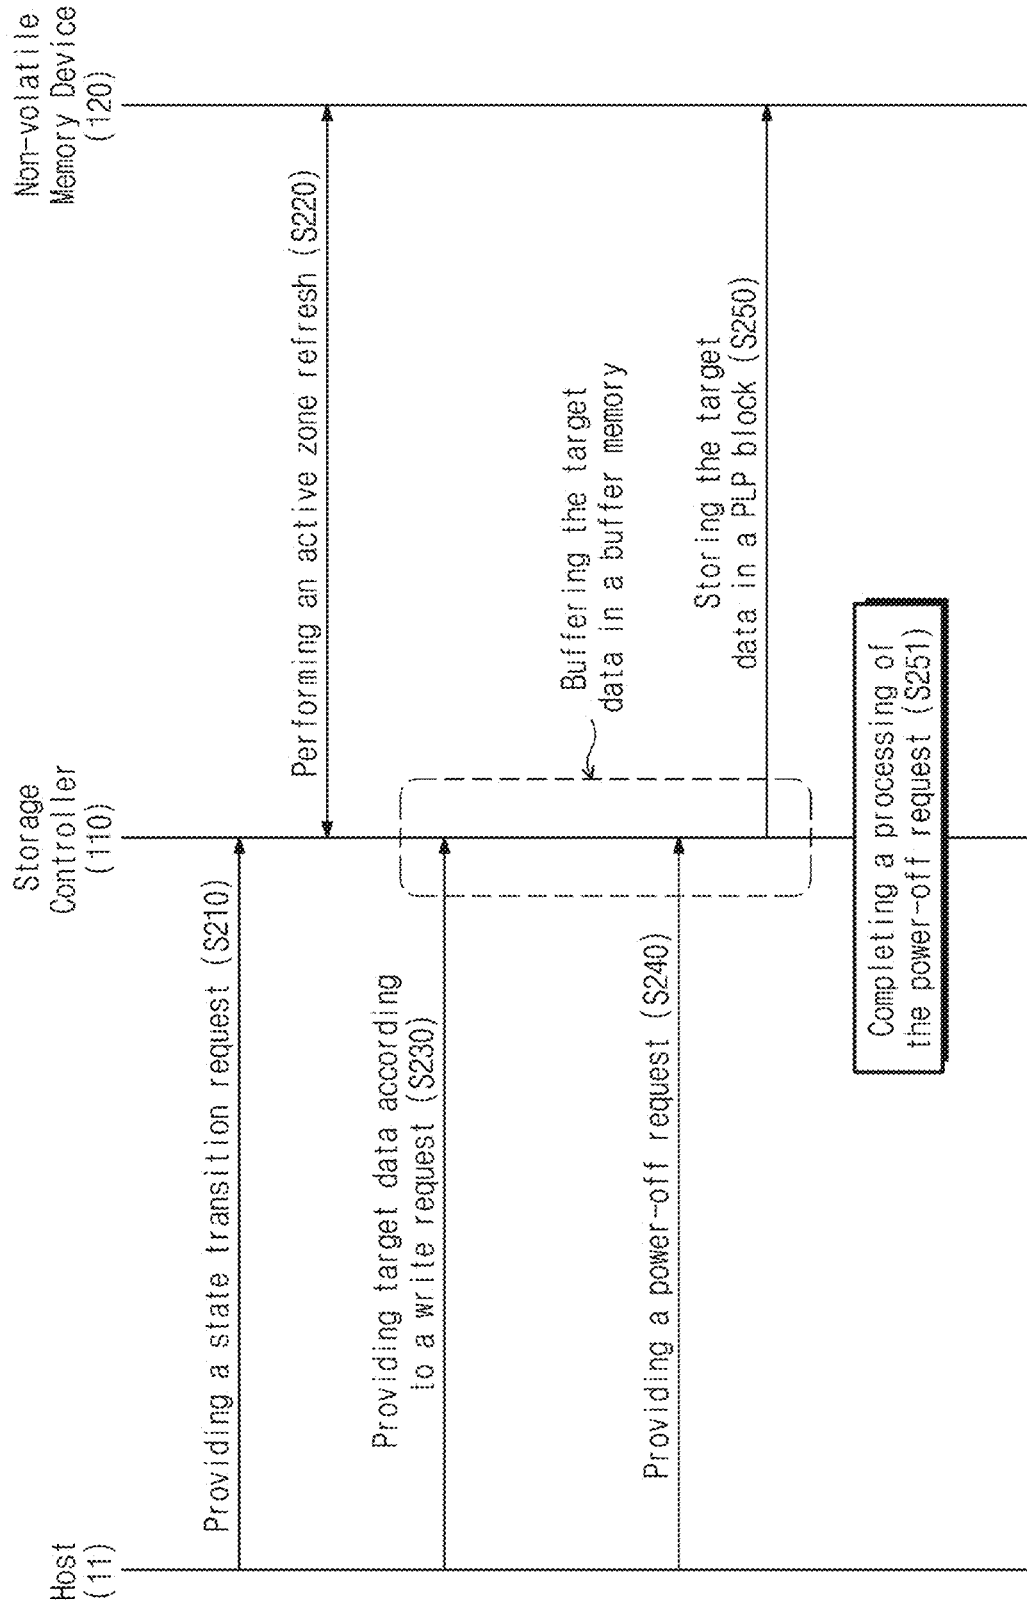 Host
(11)
Storage
Controller
(110)
Non-volatile
Memory Device
(120)
Providing a state transition request (S210)
Performing an active zone refresh (S220)
Providing target data according
to a write request (S230)
Buffering the target
data in a buffer memory
Providing a power-off request (S240)
Storing the target
data in a PLP block (S250)
Completing a processing of
the power-off request (S251)